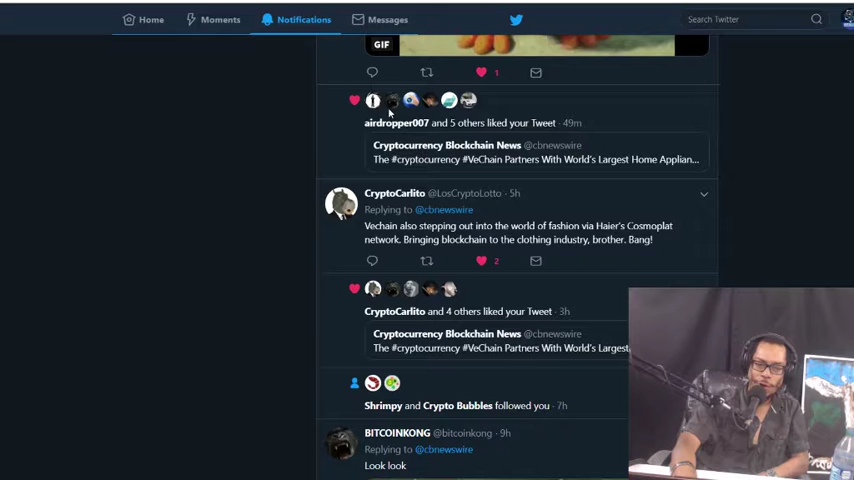 Home
Moments
Notifications
Messages
Search Twitter
GIF
1
airdropper007 and 5 others liked your Tweet · 49m
Cryptocurrency Blockchain News @cbnewswire
The #cryptocurrency #VeChain Partners With World's Largest Home Applian...
CryptoCarlito @LosCryptoLotto · 5h
Replying to @cbnewswire
Vechain also stepping out into the world of fashion via Haier's Cosmoplat
network. Bringing blockchain to the clothing industry, brother. Bang!
2
CryptoCarlito and 4 others liked your Tweet · 3h
Cryptocurrency Blockchain News @cbnewswire
The #cryptocurrency #VeChain Partners With World's Largest
Shrimpy and Crypto Bubbles followed you · 7h
BITCOINKONG @bitcoinkong · 9h
Replying to @cbnewswire
Look look